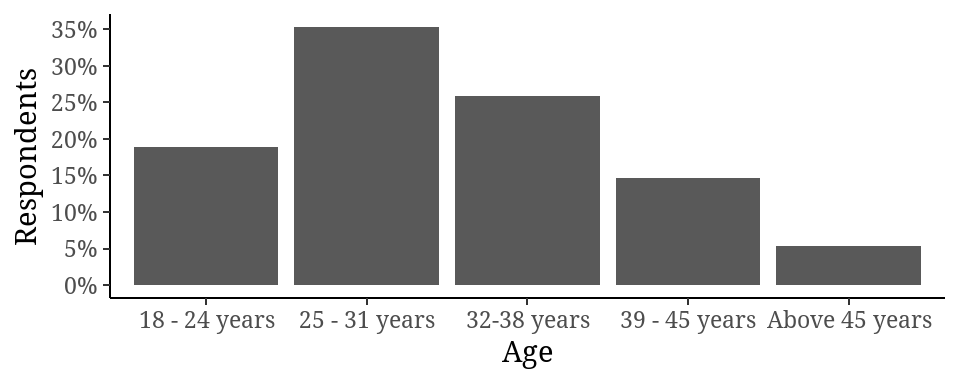 35%
30%
25%
20%
15%
10%
5%
0%
Respondents
18 - 24 years
25 - 31 years
32-38 years
39 - 45 years
Above 45 years
Age